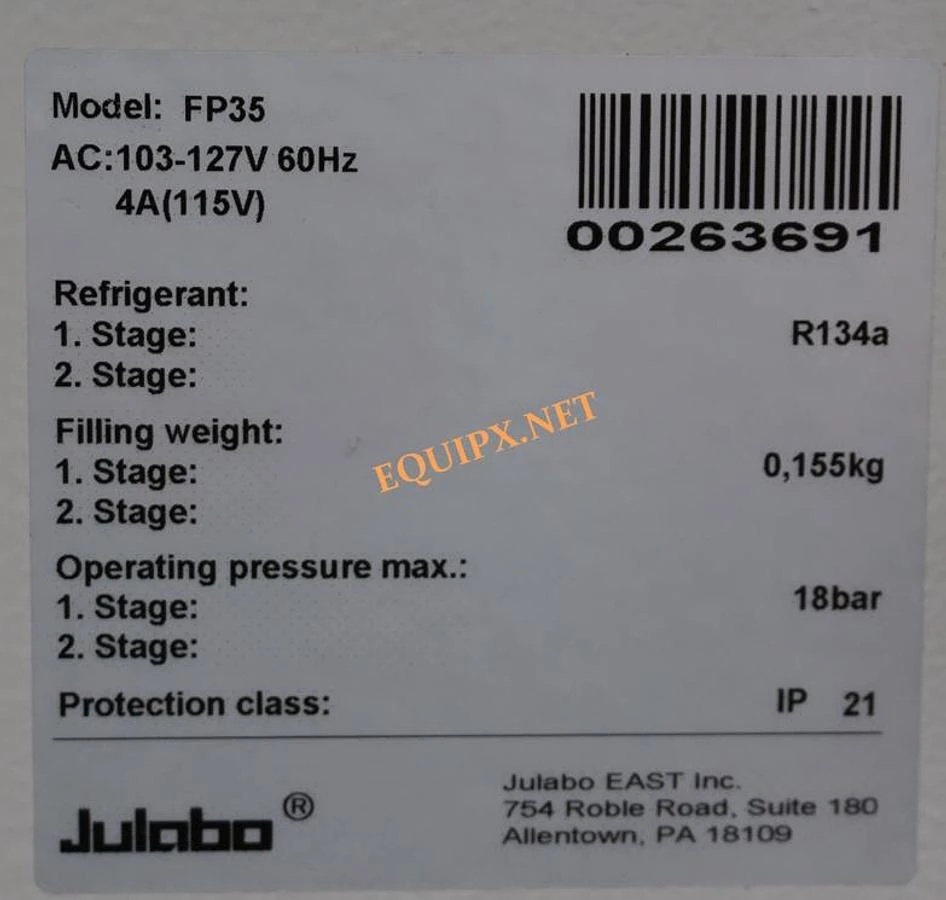 Model: FP35
AC:103-127V 60Hz
4A(115V)
00263691
Refrigerant:
1. Stage: R134a
2. Stage:
Filling weight:
1. Stage: 0,155kg
2. Stage:
EQUIPX.NET
Operating pressure max.:
1. Stage: 18bar
2. Stage:
Protection class: IP 21
Julabo®
Julabo EAST Inc.
754 Roble Road, Suite 180
Allentown, PA 18109